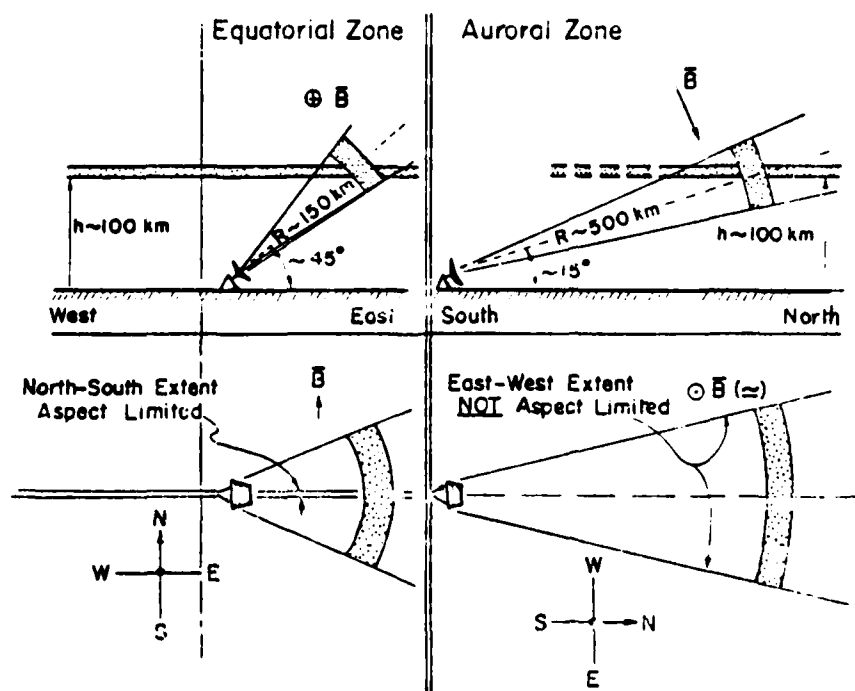 Equatorial Zone
Auroral Zone
⊕ B̅
B̅
R~150 km
h~100 km
~45°
R~500 km
h~100 km
~15°
West
East
South
North
North-South Extent
Aspect Limited
B̅
East-West Extent
NOT Aspect Limited
⊙ B̅ (≃)
N
W
E
S
W
S
N
E